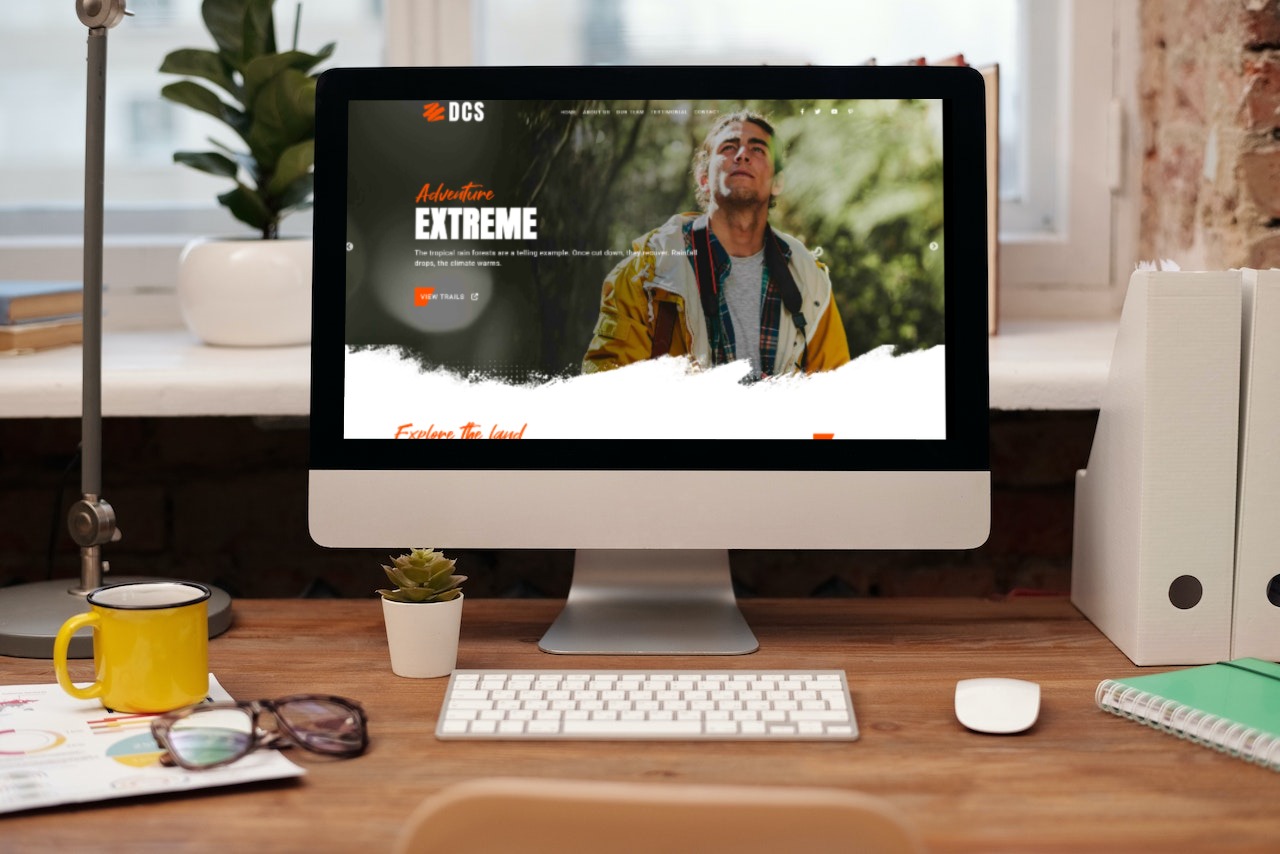 DCS
HOME ABOUT US OUR TEAM TESTIMONIAL CONTACT
Adventure
EXTREME
The tropical rain forests are a telling example. Once cut down, they recover. Rainfall
drops, the climate warms.
VIEW TRAILS
Explore the land